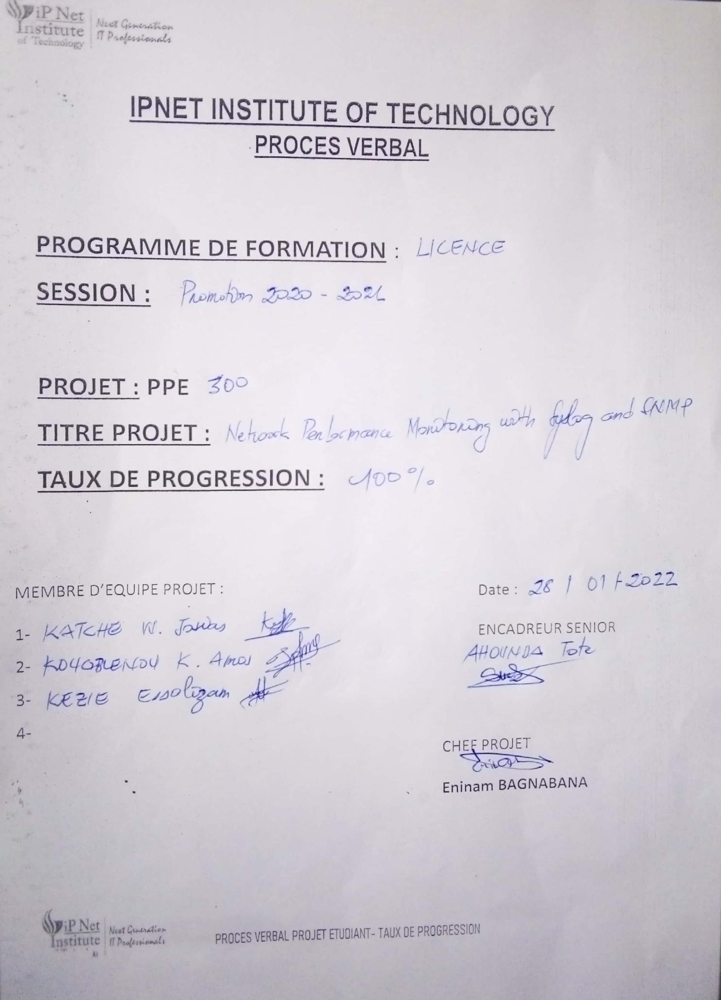 iP Net
Institute
of Technology
Next Generation
IT Professionals
IPNET INSTITUTE OF TECHNOLOGY
PROCES VERBAL
PROGRAMME DE FORMATION : LICENCE
SESSION : Promotion 2020 - 2021
PROJET : PPE 300
TITRE PROJET : Network Performance Monitoring with Syslog and SNMP
TAUX DE PROGRESSION : 100%
MEMBRE D'EQUIPE PROJET :
Date : 28 / 01 / 2022
1- KATCHE W.
ENCADREUR SENIOR
AHOUNDA Tote
2- K. Amos
3- KEZIE Essolizam
4-
CHEF PROJET
Eninam BAGNABANA
iP Net
Institute
Next Generation
IT Professionals
PROCES VERBAL PROJET ETUDIANT- TAUX DE PROGRESSION